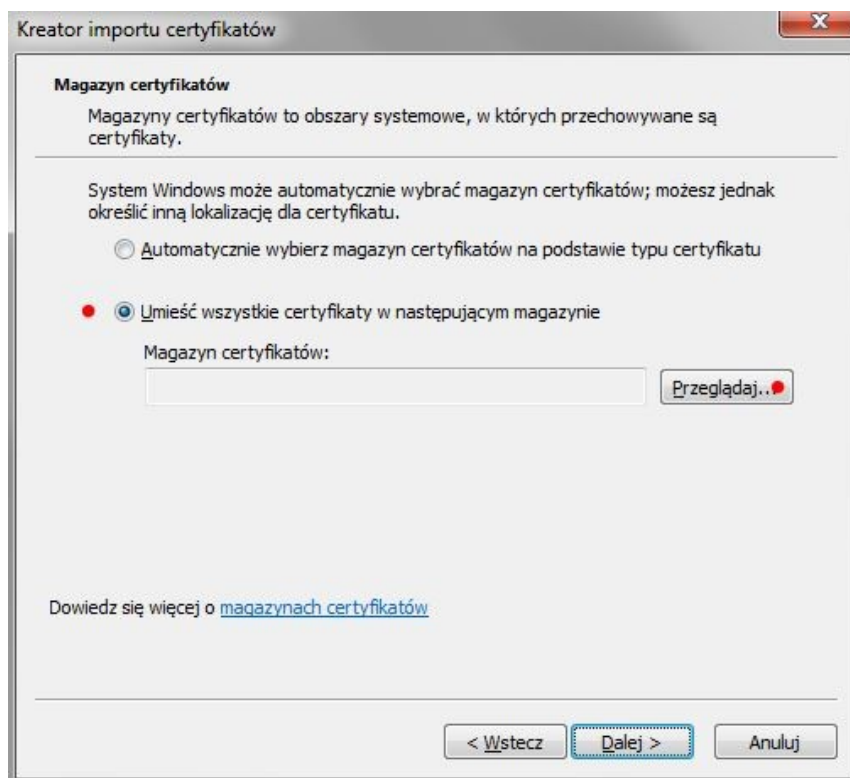 Kreator importu certyfikatów
Magazyn certyfikatów
Magazyny certyfikatów to obszary systemowe, w których przechowywane są
certyfikaty.
System Windows może automatycznie wybrać magazyn certyfikatów; możesz jednak
określić inną lokalizację dla certyfikatu.
Automatycznie wybierz magazyn certyfikatów na podstawie typu certyfikatu
Umieść wszystkie certyfikaty w następującym magazynie
Magazyn certyfikatów:
Przeglądaj..
Dowiedz się więcej o magazynach certyfikatów
< Wstecz
Dalej >
Anuluj